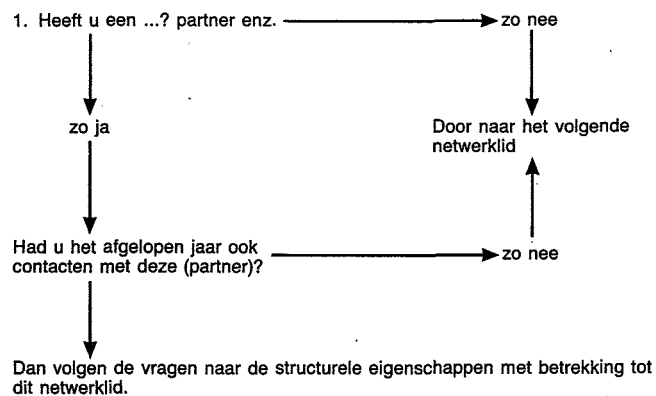 1. Heeft u een ...? partner enz.
zo nee
zo ja
Door naar het volgende
netwerklid
Had u het afgelopen jaar ook
contacten met deze (partner)?
zo nee
Dan volgen de vragen naar de structurele eigenschappen met betrekking tot
dit netwerklid.